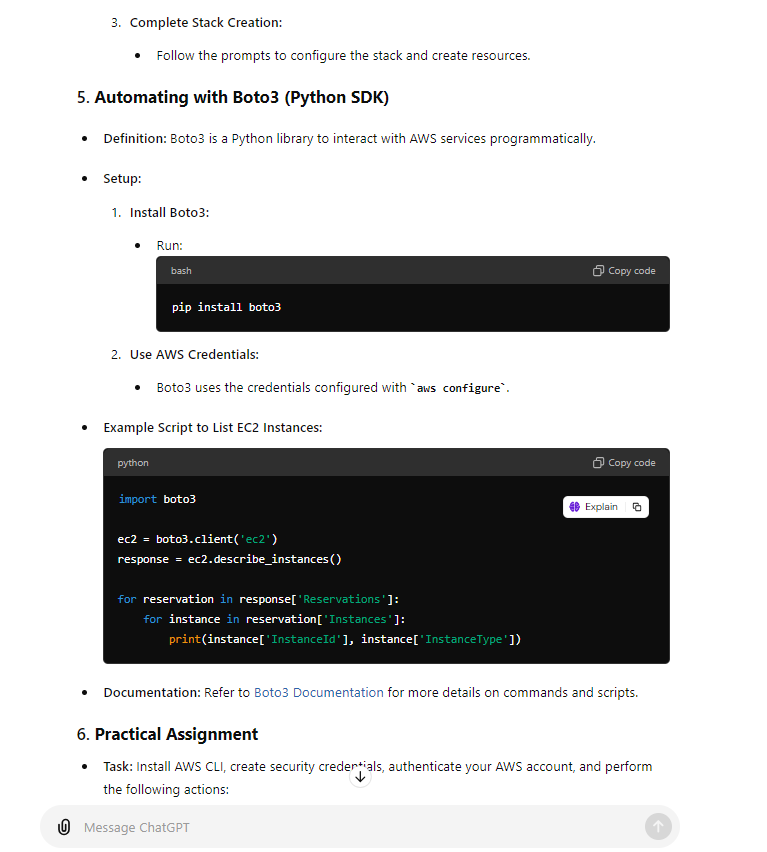 3. Complete Stack Creation:
• Follow the prompts to configure the stack and create resources.
5. Automating with Boto3 (Python SDK)
• Definition: Boto3 is a Python library to interact with AWS services programmatically.
• Setup:
1. Install Boto3:
• Run:
bash Copy code
pip install boto3
2. Use AWS Credentials:
• Boto3 uses the credentials configured with `aws configure`.
• Example Script to List EC2 Instances:
python Copy code
import boto3
Explain
ec2 = boto3.client('ec2')
response = ec2.describe_instances()
for reservation in response['Reservations']:
    for instance in reservation['Instances']:
        print(instance['InstanceId'], instance['InstanceType'])
• Documentation: Refer to Boto3 Documentation for more details on commands and scripts.
6. Practical Assignment
• Task: Install AWS CLI, create security credentials, authenticate your AWS account, and perform
the following actions:
Message ChatGPT